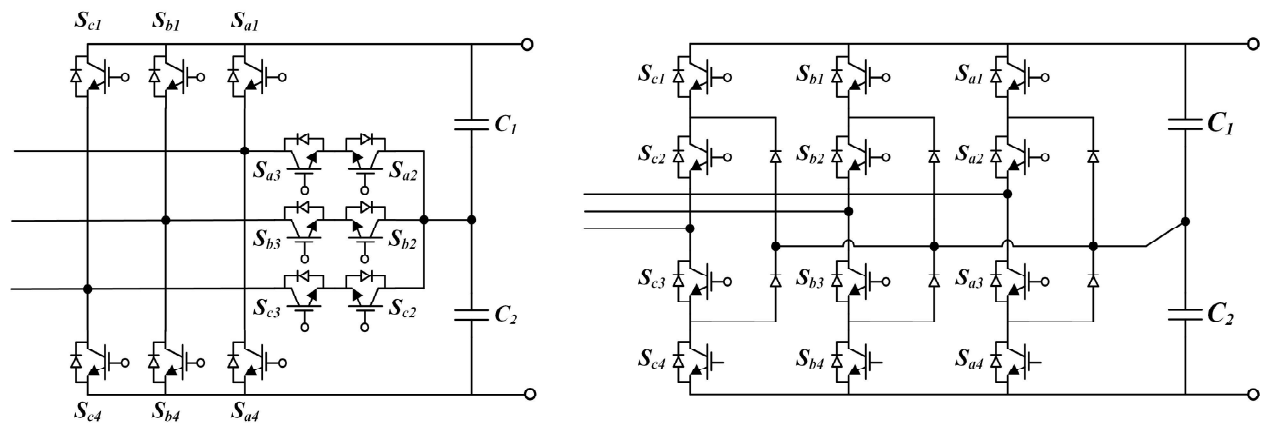 Sc1 Sb1 Sa1
C1
Sa3 Sa2
Sb3 Sb2
Sc3 Sc2
C2
Sc4 Sb4 Sa4
Sc1 Sb1 Sa1
C1
Sc2 Sb2 Sa2
Sc3 Sb3 Sa3
C2
Sc4 Sb4 Sa4